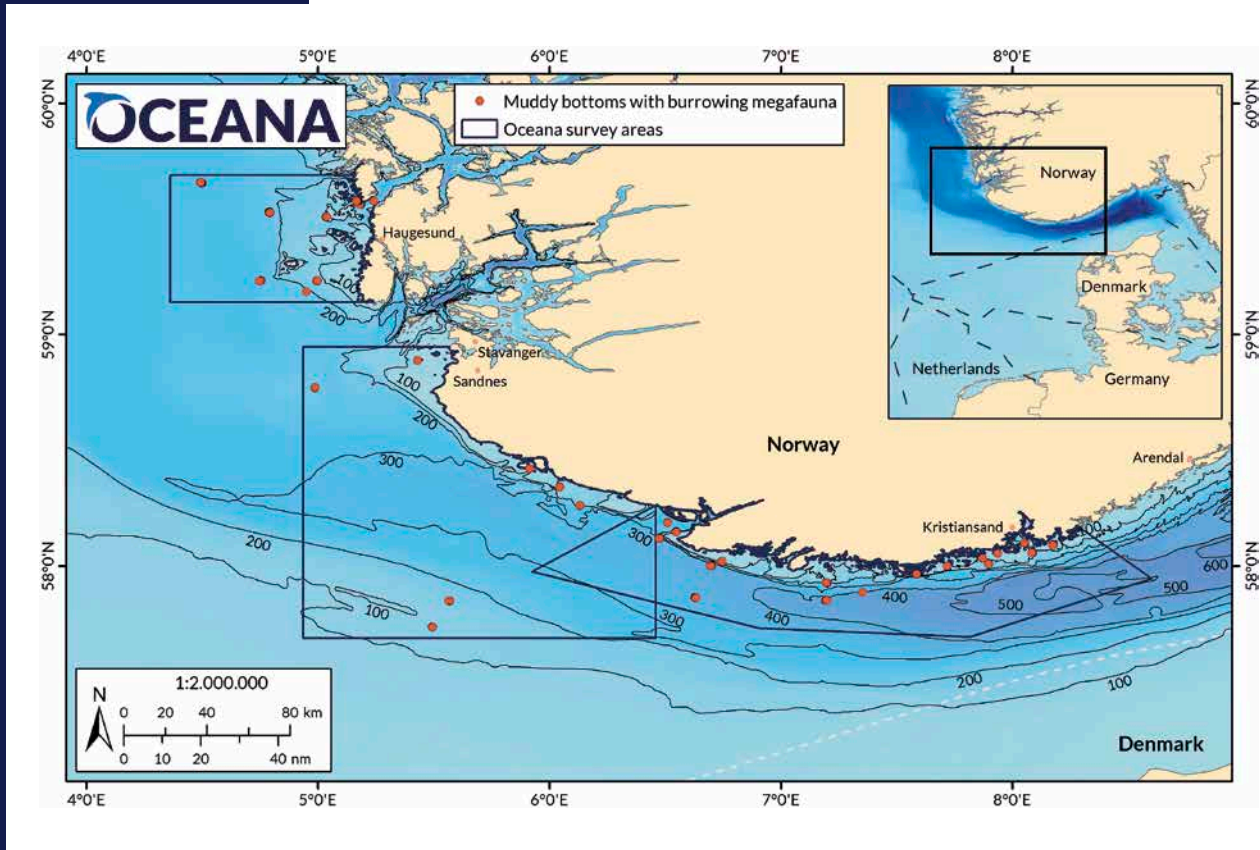 4°0'E 5°0'E 6°0'E 7°0'E 8°0'E
OCEANA
Muddy bottoms with burrowing megafauna
Oceana survey areas
60°0'N
60°0'N
Norway
Denmark
Netherlands
Germany
Haugesund
100
200
59°0'N
59°0'N
Stavanger
Sandnes
100
200
300
Norway
Arendal
Kristiansand
300
200
58°0'N
58°0'N
100
300
400
400
500
500
600
200
100
1:2.000.000
N
0 20 40 80 km
0 10 20 40 nm
Denmark
4°0'E 5°0'E 6°0'E 7°0'E 8°0'E